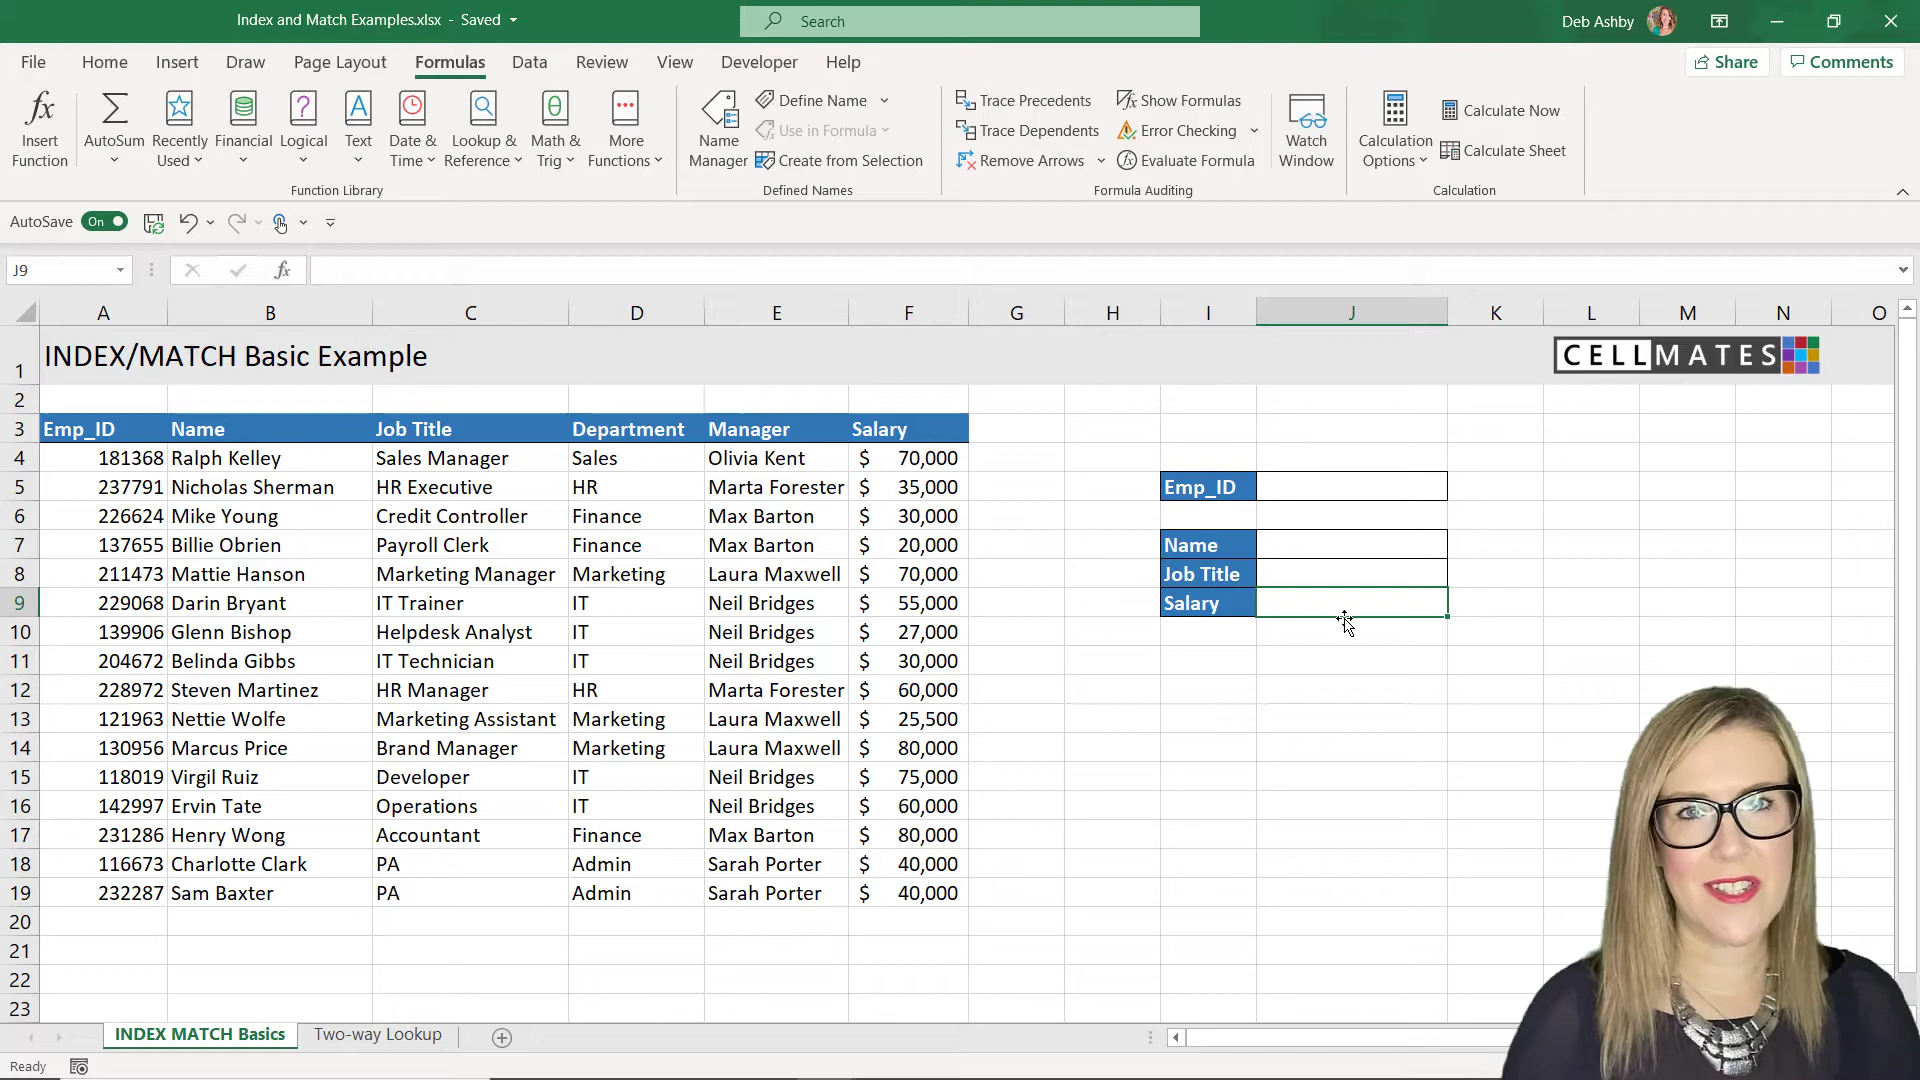 Index and Match Examples.xlsx - Saved
Search
Deb Ashby
File Home Insert Draw Page Layout Formulas Data Review View Developer Help Share Comments
Insert Function
AutoSum
Recently Used
Financial
Logical
Text
Date & Time
Lookup & Reference
Math & Trig
More Functions
Function Library
Name Manager
Define Name
Use in Formula
Create from Selection
Defined Names
Trace Precedents
Trace Dependents
Remove Arrows
Show Formulas
Error Checking
Evaluate Formula
Formula Auditing
Watch Window
Calculation Options
Calculate Now
Calculate Sheet
Calculation
AutoSave On
J9
fx
A B C D E F G H I J K L M N O
1 INDEX/MATCH Basic Example CELLMATES
2
3 Emp_ID Name Job Title Department Manager Salary
4 181368 Ralph Kelley Sales Manager Sales Olivia Kent $ 70,000
5 237791 Nicholas Sherman HR Executive HR Marta Forester $ 35,000 Emp_ID
6 226624 Mike Young Credit Controller Finance Max Barton $ 30,000
7 137655 Billie Obrien Payroll Clerk Finance Max Barton $ 20,000 Name
8 211473 Mattie Hanson Marketing Manager Marketing Laura Maxwell $ 70,000 Job Title
9 229068 Darin Bryant IT Trainer IT Neil Bridges $ 55,000 Salary
10 139906 Glenn Bishop Helpdesk Analyst IT Neil Bridges $ 27,000
11 204672 Belinda Gibbs IT Technician IT Neil Bridges $ 30,000
12 228972 Steven Martinez HR Manager HR Marta Forester $ 60,000
13 121963 Nettie Wolfe Marketing Assistant Marketing Laura Maxwell $ 25,500
14 130956 Marcus Price Brand Manager Marketing Laura Maxwell $ 80,000
15 118019 Virgil Ruiz Developer IT Neil Bridges $ 75,000
16 142997 Ervin Tate Operations IT Neil Bridges $ 60,000
17 231286 Henry Wong Accountant Finance Max Barton $ 80,000
18 116673 Charlotte Clark PA Admin Sarah Porter $ 40,000
19 232287 Sam Baxter PA Admin Sarah Porter $ 40,000
20
21
22
23
INDEX MATCH Basics Two-way Lookup
Ready